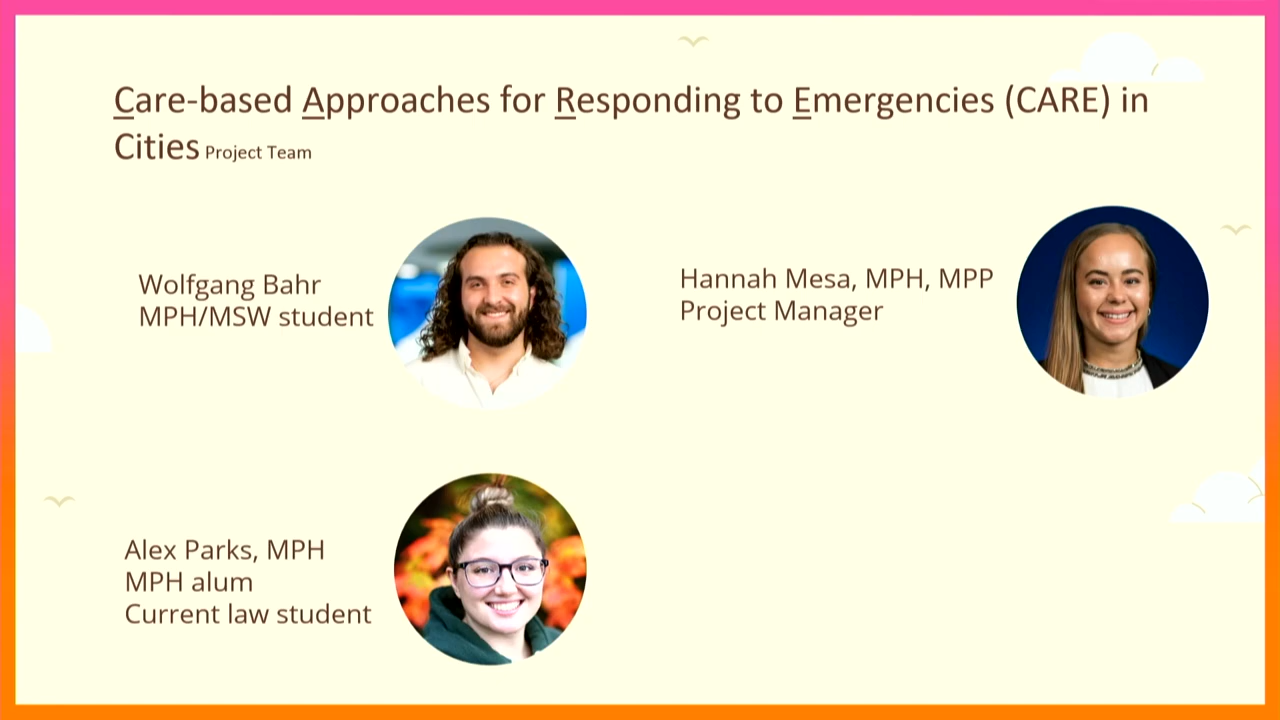 Care-based Approaches for Responding to Emergencies (CARE) in
Cities Project Team
Wolfgang Bahr
MPH/MSW student
Hannah Mesa, MPH, MPP
Project Manager
Alex Parks, MPH
MPH alum
Current law student